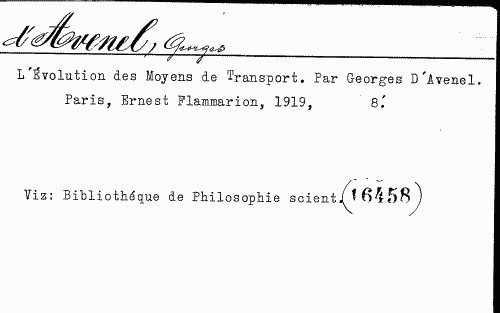 d'Avenel, Georges
L´Évolution des Moyens de Transport. Par Georges D´Avenel.
Paris, Ernest Flammarion, 1919, 8.´
Viz: Bibliothéque de Philosophie scient.(16458)